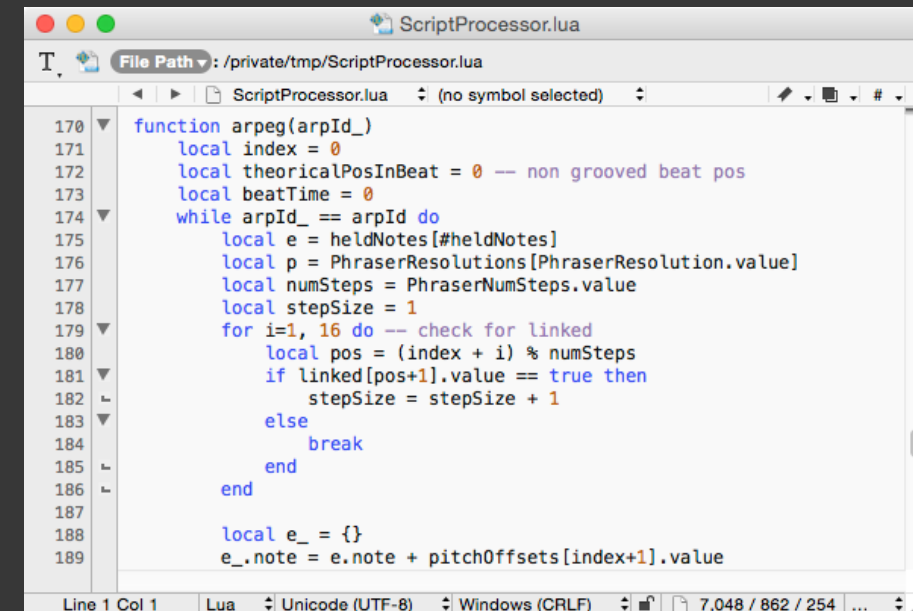 ScriptProcessor.lua
T File Path : /private/tmp/ScriptProcessor.lua
ScriptProcessor.lua (no symbol selected) #
170 function arpeg(arpId_)
171     local index = 0
172     local theoricalPosInBeat = 0 -- non grooved beat pos
173     local beatTime = 0
174     while arpId_ == arpId do
175         local e = heldNotes[#heldNotes]
176         local p = PhraserResolutions[PhraserResolution.value]
177         local numSteps = PhraserNumSteps.value
178         local stepSize = 1
179         for i=1, 16 do -- check for linked
180             local pos = (index + i) % numSteps
181             if linked[pos+1].value == true then
182                 stepSize = stepSize + 1
183             else
184                 break
185             end
186         end
187
188         local e_ = {}
189         e_.note = e.note + pitchOffsets[index+1].value
Line 1 Col 1 Lua Unicode (UTF-8) Windows (CRLF) 7,048 / 862 / 254 ...